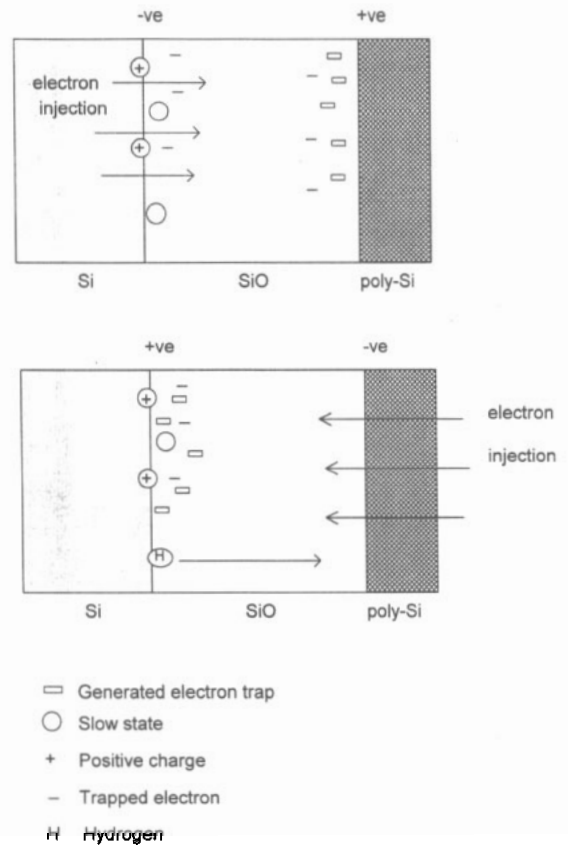 -ve +ve
electron
injection
+
+
Si SiO poly-Si
+ve -ve
electron
injection
+
+
H
Si SiO poly-Si
Generated electron trap
Slow state
+ Positive charge
– Trapped electron
H Hydrogen